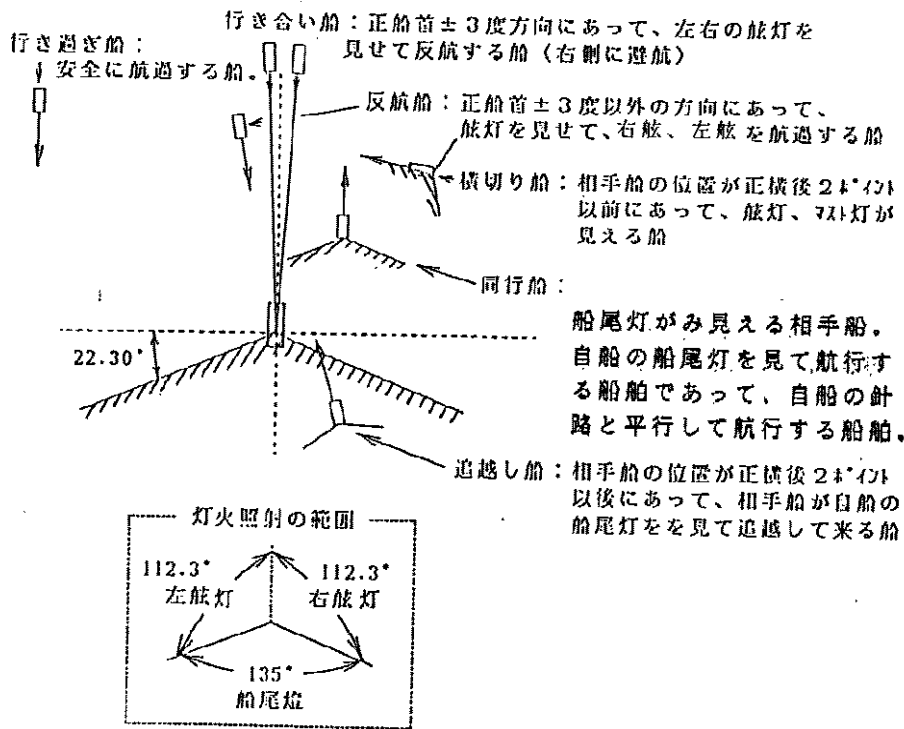 行き合い船：正船首±3度方向にあって、左右の舷灯を
見せて反航する船（右側に避航）
行き過ぎ船：
安全に航過する船。
反航船：正船首±3度以外の方向にあって、
舷灯を見せて、右舷、左舷を航過する船
横切り船：相手船の位置が正横後2ﾎﾟｲﾝﾄ
以前にあって、舷灯、ﾏｽﾄ灯が
見える船
同行船：
船尾灯がみ見える相手船。
自船の船尾灯を見て航行す
る船舶であって、自船の針
路と平行して航行する船舶。
22.30°
追越し船：相手船の位置が正横後2ﾎﾟｲﾝﾄ
以後にあって、相手船が自船の
船尾灯をを見て追越して来る船
灯火照射の範囲
112.3°
左舷灯
112.3°
右舷灯
135°
船尾燈